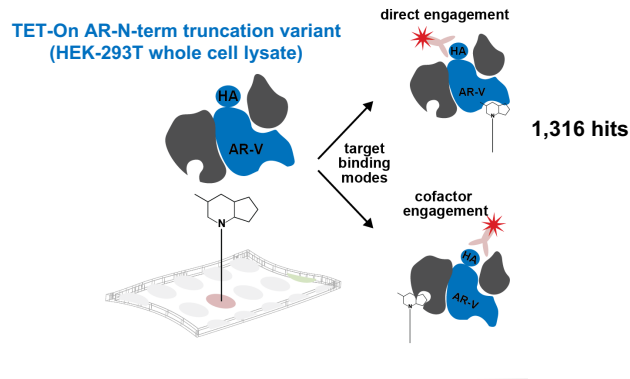 TET-On AR-N-term truncation variant
(HEK-293T whole cell lysate)
direct engagement
HA
AR-V
N
1,316 hits
HA
AR-V
target
binding
modes
N
cofactor
engagement
HA
AR-V
N